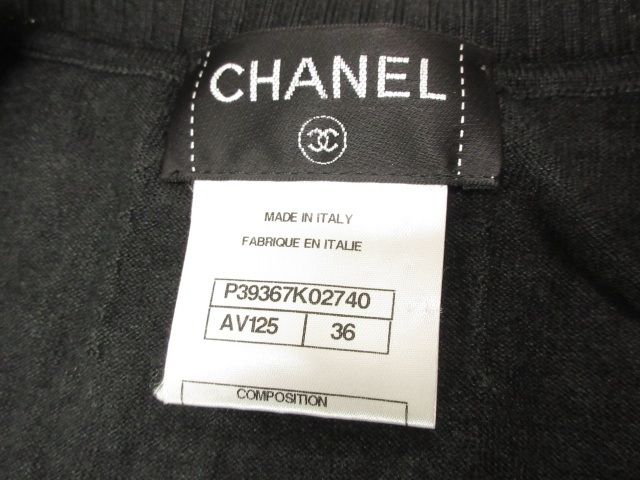 CHANEL
MADE IN ITALY
FABRIQUE EN ITALIE
P39367K02740
AV125 36
COMPOSITION